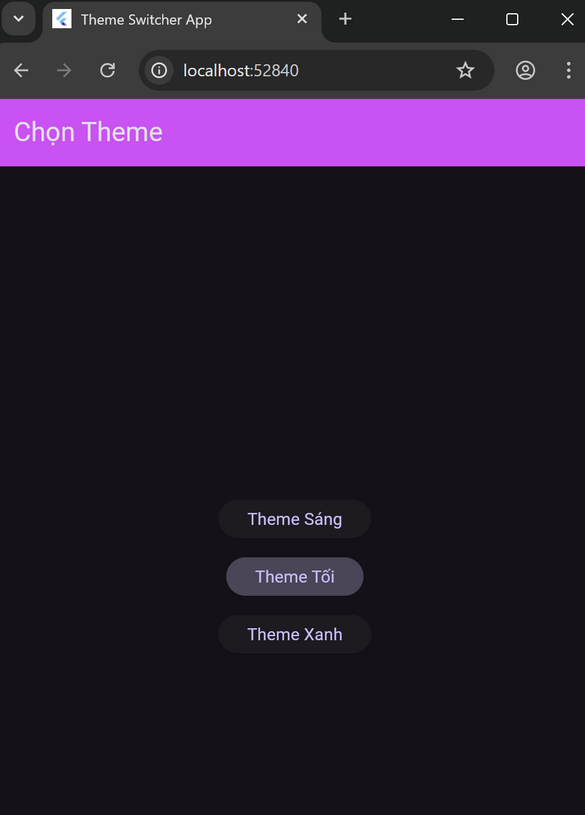 Theme Switcher App
localhost:52840
Chọn Theme
Theme Sáng
Theme Tối
Theme Xanh